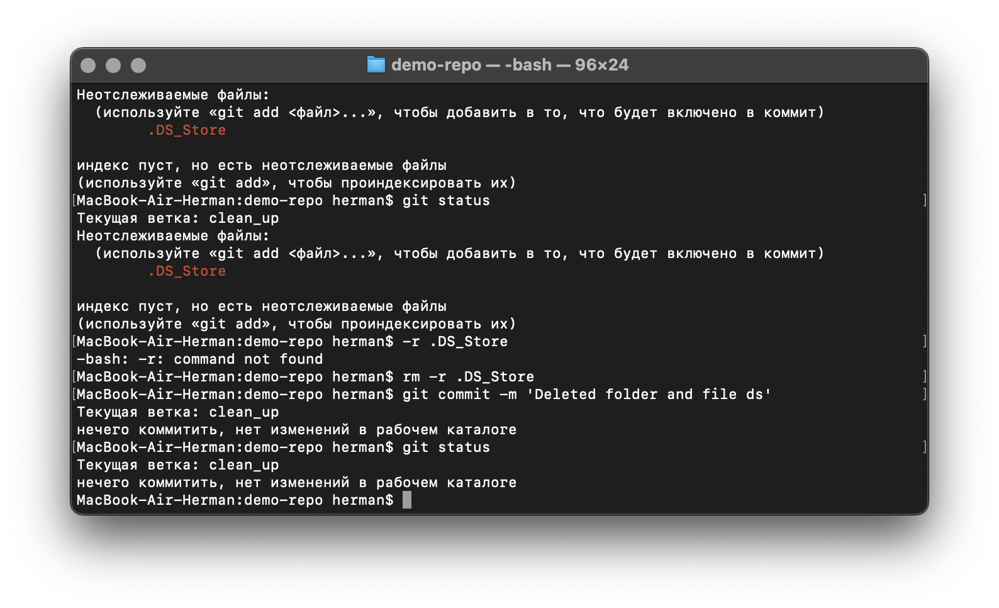 demo-repo — -bash — 96×24
Неотслеживаемые файлы:
  (используйте «git add <файл>...», чтобы добавить в то, что будет включено в коммит)
        .DS_Store

индекс пуст, но есть неотслеживаемые файлы
(используйте «git add», чтобы проиндексировать их)
[MacBook-Air-Herman:demo-repo herman$ git status ]
Текущая ветка: clean_up
Неотслеживаемые файлы:
  (используйте «git add <файл>...», чтобы добавить в то, что будет включено в коммит)
        .DS_Store

индекс пуст, но есть неотслеживаемые файлы
(используйте «git add», чтобы проиндексировать их)
[MacBook-Air-Herman:demo-repo herman$ -r .DS_Store ]
-bash: -r: command not found
[MacBook-Air-Herman:demo-repo herman$ rm -r .DS_Store ]
[MacBook-Air-Herman:demo-repo herman$ git commit -m 'Deleted folder and file ds' ]
Текущая ветка: clean_up
нечего коммитить, нет изменений в рабочем каталоге
[MacBook-Air-Herman:demo-repo herman$ git status ]
Текущая ветка: clean_up
нечего коммитить, нет изменений в рабочем каталоге
MacBook-Air-Herman:demo-repo herman$